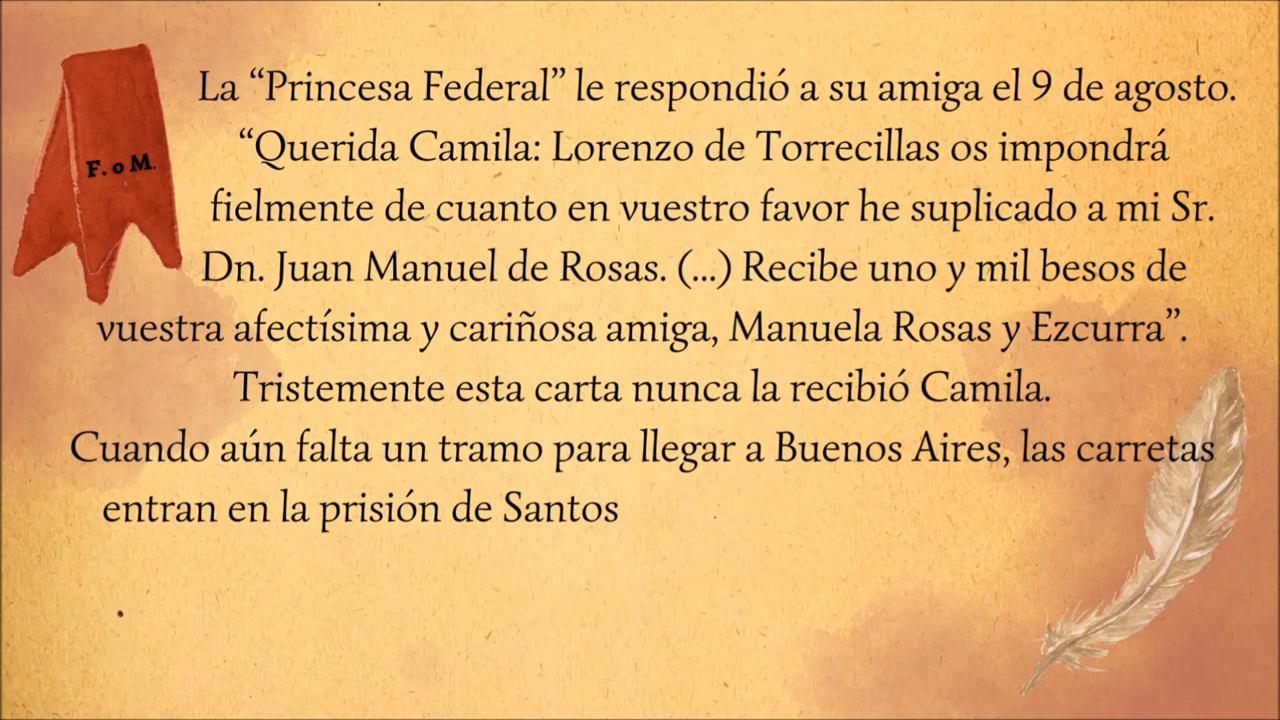 F. o M.
La “Princesa Federal” le respondió a su amiga el 9 de agosto.
“Querida Camila: Lorenzo de Torrecillas os impondrá
fielmente de cuanto en vuestro favor he suplicado a mi Sr.
Dn. Juan Manuel de Rosas. (...) Recibe uno y mil besos de
vuestra afectísima y cariñosa amiga, Manuela Rosas y Ezcurra”.
Tristemente esta carta nunca la recibió Camila.
Cuando aún falta un tramo para llegar a Buenos Aires, las carretas
entran en la prisión de Santos